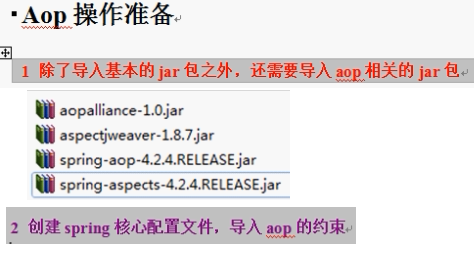 Aop 操作准备
1 除了导入基本的 jar 包之外，还需要导入 aop 相关的 jar 包
aopalliance-1.0.jar
aspectjweaver-1.8.7.jar
spring-aop-4.2.4.RELEASE.jar
spring-aspects-4.2.4.RELEASE.jar
2 创建 spring 核心配置文件，导入 aop 的约束